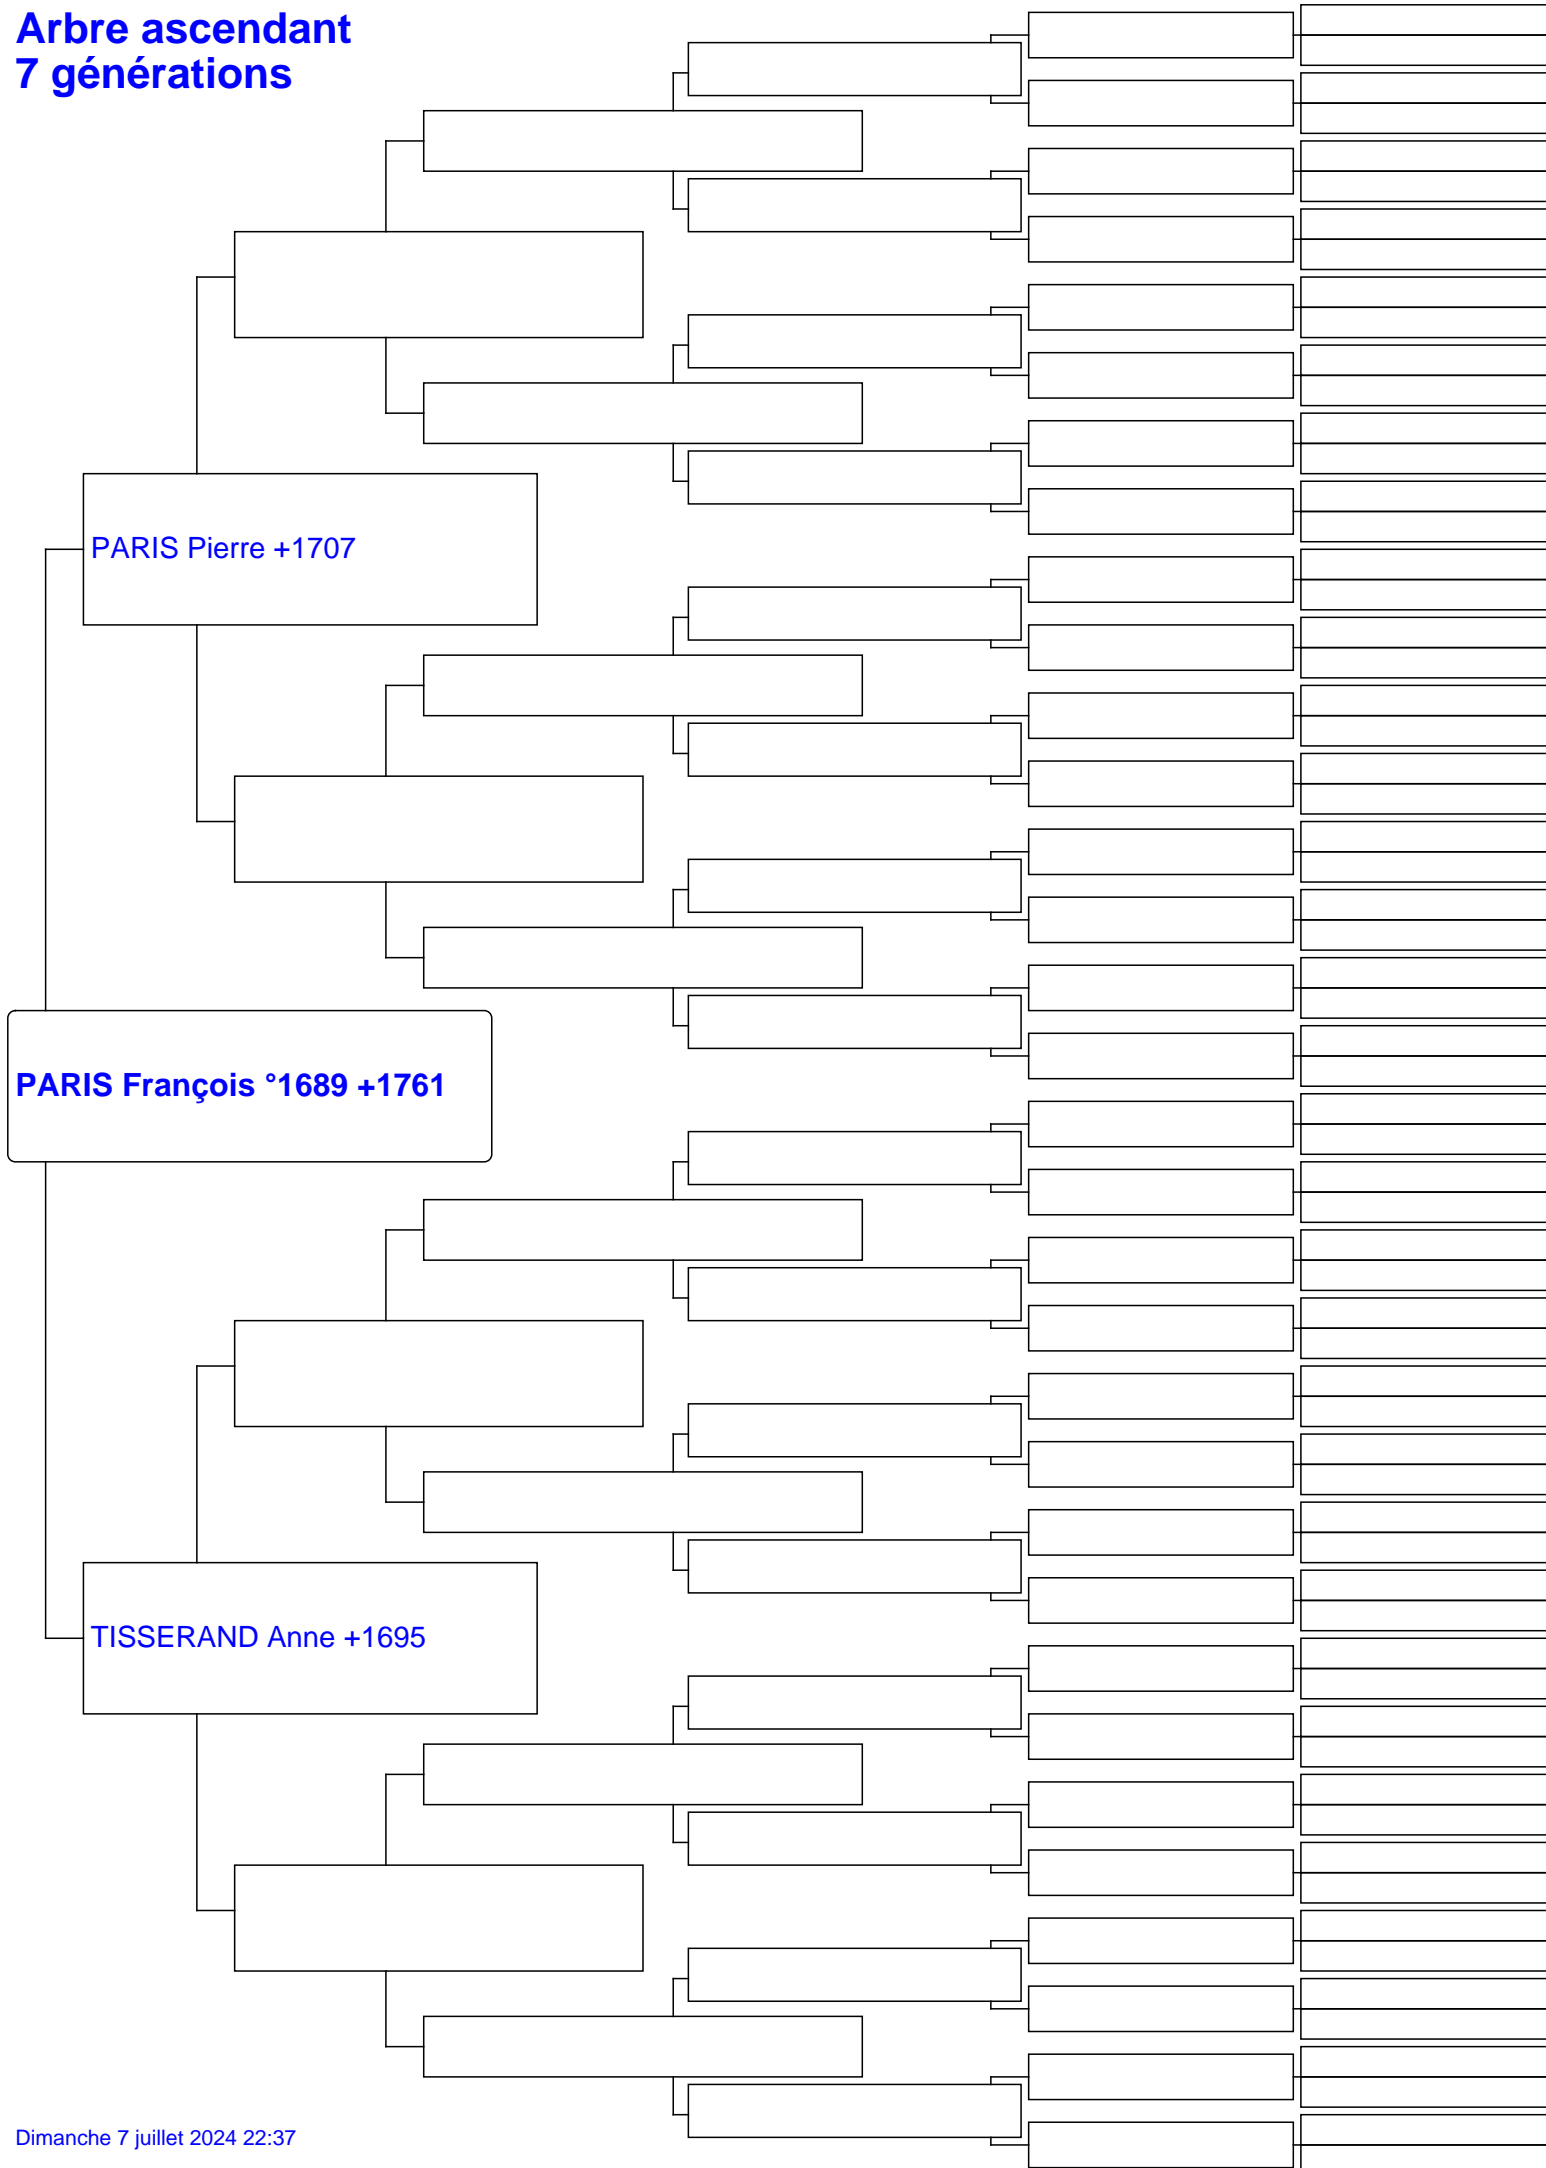 Arbre ascendant
7 générations
PARIS Pierre +1707
PARIS François °1689 +1761
TISSERAND Anne +1695
Dimanche 7 juillet 2024 22:37